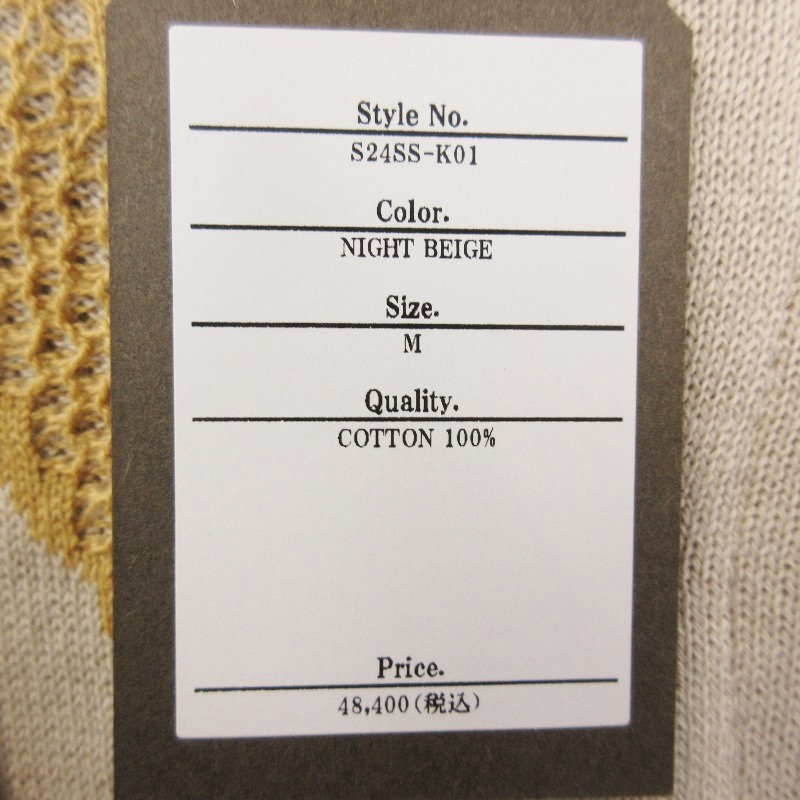 Style No.
S24SS-K01
Color.
NIGHT BEIGE
Size.
M
Quality.
COTTON 100%
Price.
48,400(税込)